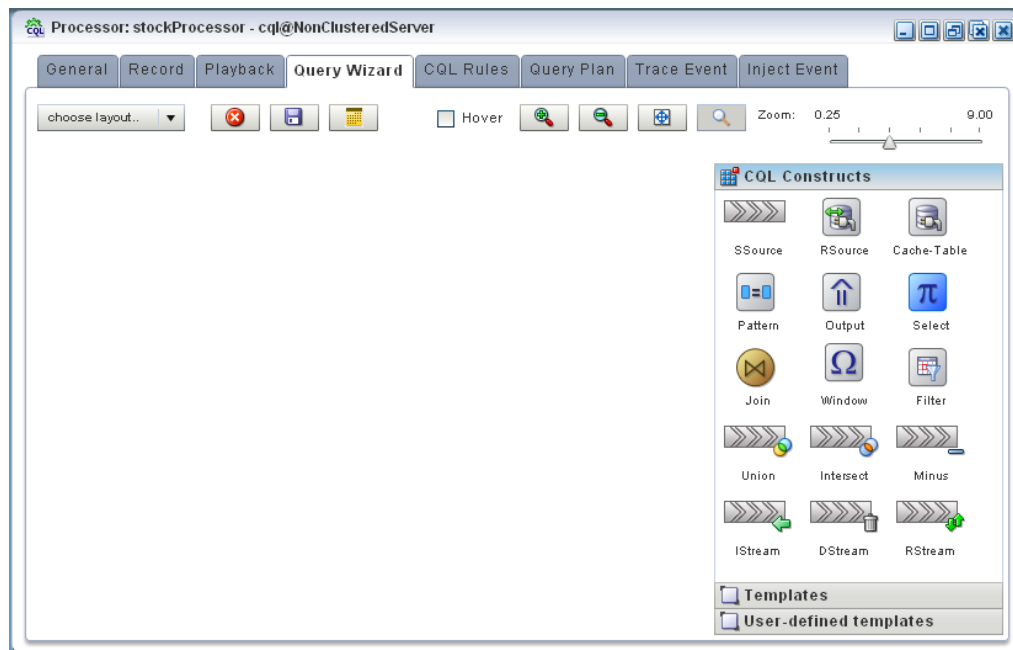 Processor: stockProcessor - cql@NonClusteredServer
General Record Playback Query Wizard CQL Rules Query Plan Trace Event Inject Event
choose layout.. Hover Zoom: 0.25 9.00
CQL Constructs
SSource RSource Cache-Table
Pattern Output Select
Join Window Filter
Union Intersect Minus
IStream DStream RStream
Templates
User-defined templates